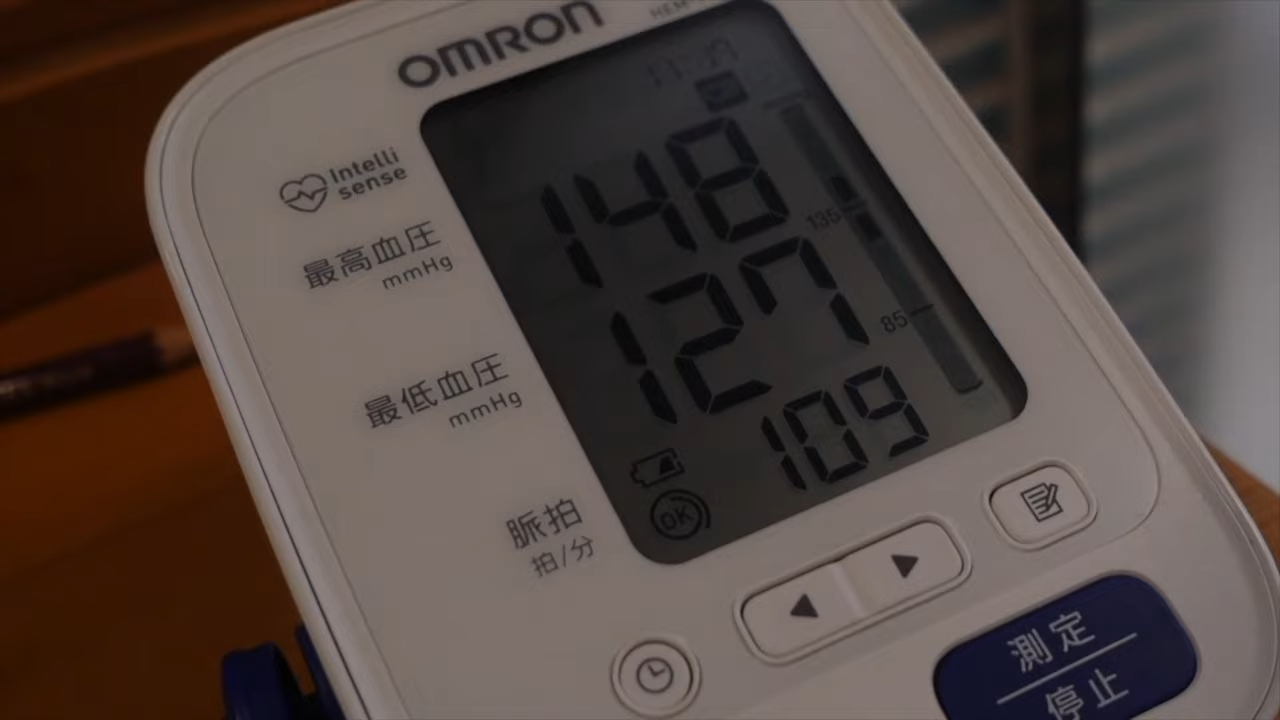 OMRON
Intelli
sense
最高血圧
mmHg
148
135
最低血圧
mmHg
127
85
脈拍
拍/分
109
OK
測定
停止